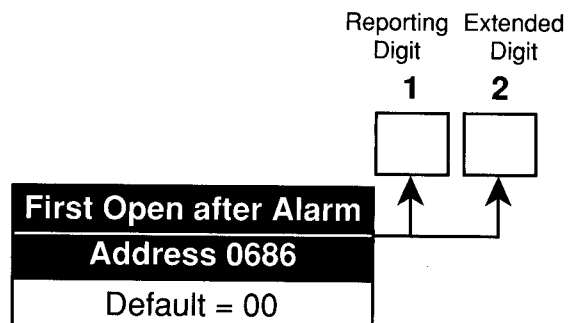 Reporting Extended
Digit Digit
1 2
First Open after Alarm
Address 0686
Default = 00